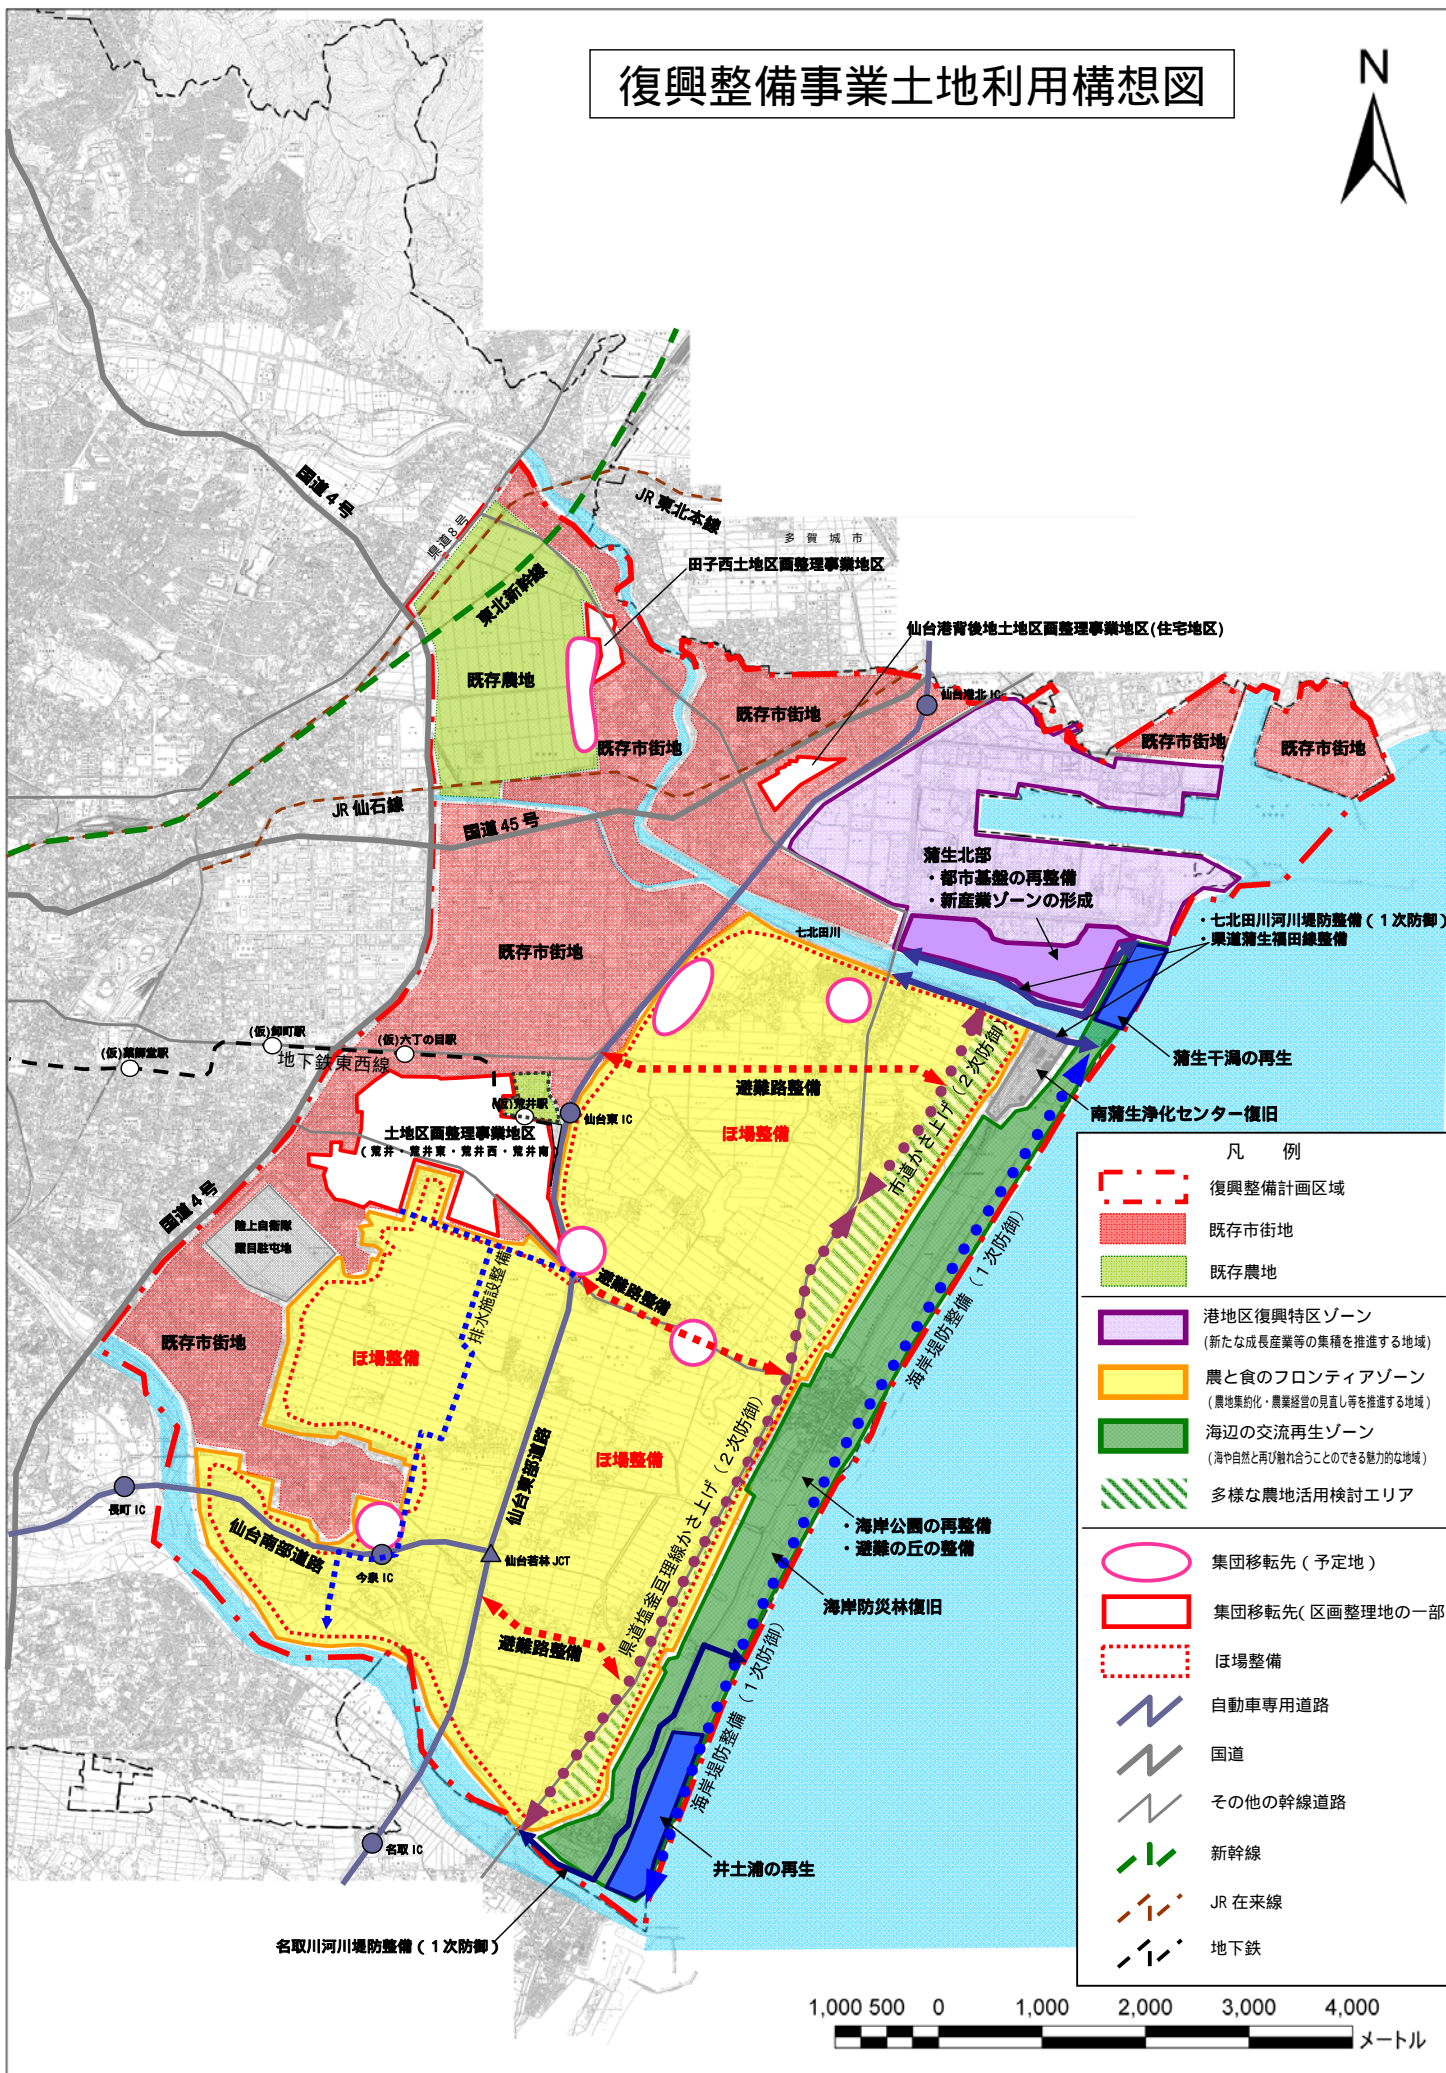 復興整備事業土地利用構想図
N
国道4号
県道8号
JR東北本線
多賀城市
東北新幹線
田子西土地区画整理事業地区
仙台港背後地土地区画整理事業地区(住宅地区)
既存農地
仙台港北IC
既存市街地
既存市街地
既存市街地
既存市街地
JR仙石線
国道45号
蒲生北部
・都市基盤の再整備
・新産業ゾーンの形成
・七北田川河川堤防整備(1次防御)
・県道蒲生福田線整備
七北田川
既存市街地
(仮)卸町駅
(仮)薬師堂駅
地下鉄東西線
(仮)六丁の目駅
蒲生干潟の再生
避難路整備
市道かさ上げ(2次防御)
南蒲生浄化センター復旧
(仮)荒井駅
仙台東IC
ほ場整備
土地区画整理事業地区
(荒井・荒井東・荒井西・荒井南)
国道4号
陸上自衛隊
霞目駐屯地
排水施設整備
避難路整備
海岸堤防整備(1次防御)
既存市街地
ほ場整備
ほ場整備
仙台東部道路
県道塩釜亘理線かさ上げ(2次防御)
長町IC
仙台南部道路
今泉IC
仙台若林JCT
・海岸公園の再整備
・避難の丘の整備
海岸防災林復旧
避難路整備
海岸堤防整備(1次防御)
名取IC
井土浦の再生
名取川河川堤防整備(1次防御)
凡 例
復興整備計画区域
既存市街地
既存農地
港地区復興特区ゾーン
(新たな成長産業等の集積を推進する地域)
農と食のフロンティアゾーン
(農地集約化・農業経営の見直し等を推進する地域)
海辺の交流再生ゾーン
(海や自然と再び触れ合うことのできる魅力的な地域)
多様な農地活用検討エリア
集団移転先(予定地)
集団移転先(区画整理地の一部
ほ場整備
自動車専用道路
国道
その他の幹線道路
新幹線
JR在来線
地下鉄
1,000 500 0 1,000 2,000 3,000 4,000
メートル